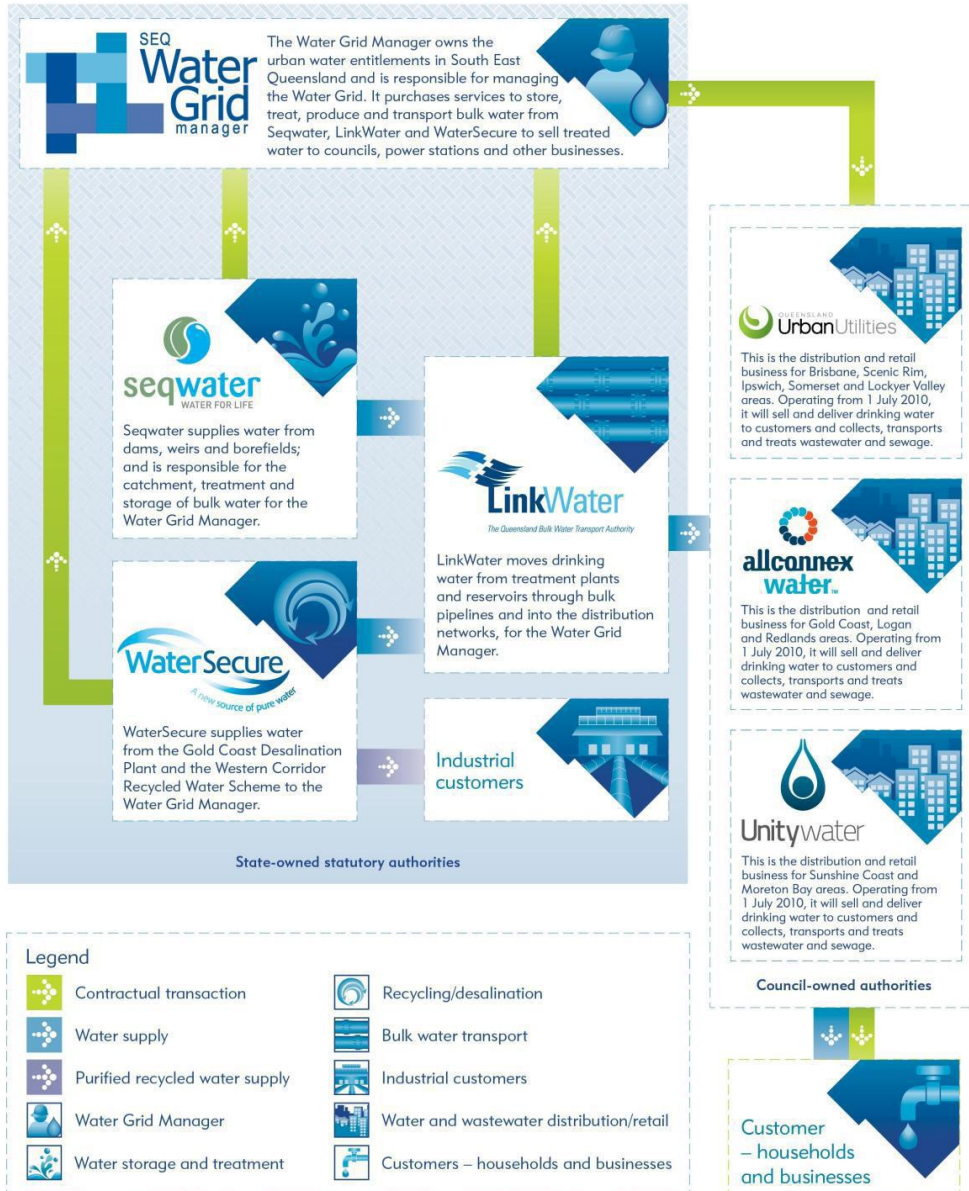 SEQ
Water
Grid
manager
The Water Grid Manager owns the
urban water entitlements in South East
Queensland and is responsible for managing
the Water Grid. It purchases services to store,
treat, produce and transport bulk water from
Seqwater, LinkWater and WaterSecure to sell treated
water to councils, power stations and other businesses.
seqwater
WATER FOR LIFE
Seqwater supplies water from
dams, weirs and borefields;
and is responsible for the
catchment, treatment and
storage of bulk water for the
Water Grid Manager.
LinkWater
The Queensland Bulk Water Transport Authority
LinkWater moves drinking
water from treatment plants
and reservoirs through bulk
pipelines and into the distribution
networks, for the Water Grid
Manager.
WaterSecure
A new source of pure water
WaterSecure supplies water
from the Gold Coast Desalination
Plant and the Western Corridor
Recycled Water Scheme to the
Water Grid Manager.
Industrial
customers
State-owned statutory authorities
QUEENSLAND
UrbanUtilities
This is the distribution and retail
business for Brisbane, Scenic Rim,
Ipswich, Somerset and Lockyer Valley
areas. Operating from 1 July 2010,
it will sell and deliver drinking water
to customers and collects, transports
and treats wastewater and sewage.
allconnex
water™
This is the distribution and retail
business for Gold Coast, Logan
and Redlands areas. Operating from
1 July 2010, it will sell and deliver
drinking water to customers and
collects, transports and treats
wastewater and sewage.
Unitywater
This is the distribution and retail
business for Sunshine Coast and
Moreton Bay areas. Operating from
1 July 2010, it will sell and deliver
drinking water to customers and
collects, transports and treats
wastewater and sewage.
Council-owned authorities
Customer
– households
and businesses
Legend
Contractual transaction
Water supply
Purified recycled water supply
Water Grid Manager
Water storage and treatment
Recycling/desalination
Bulk water transport
Industrial customers
Water and wastewater distribution/retail
Customers – households and businesses